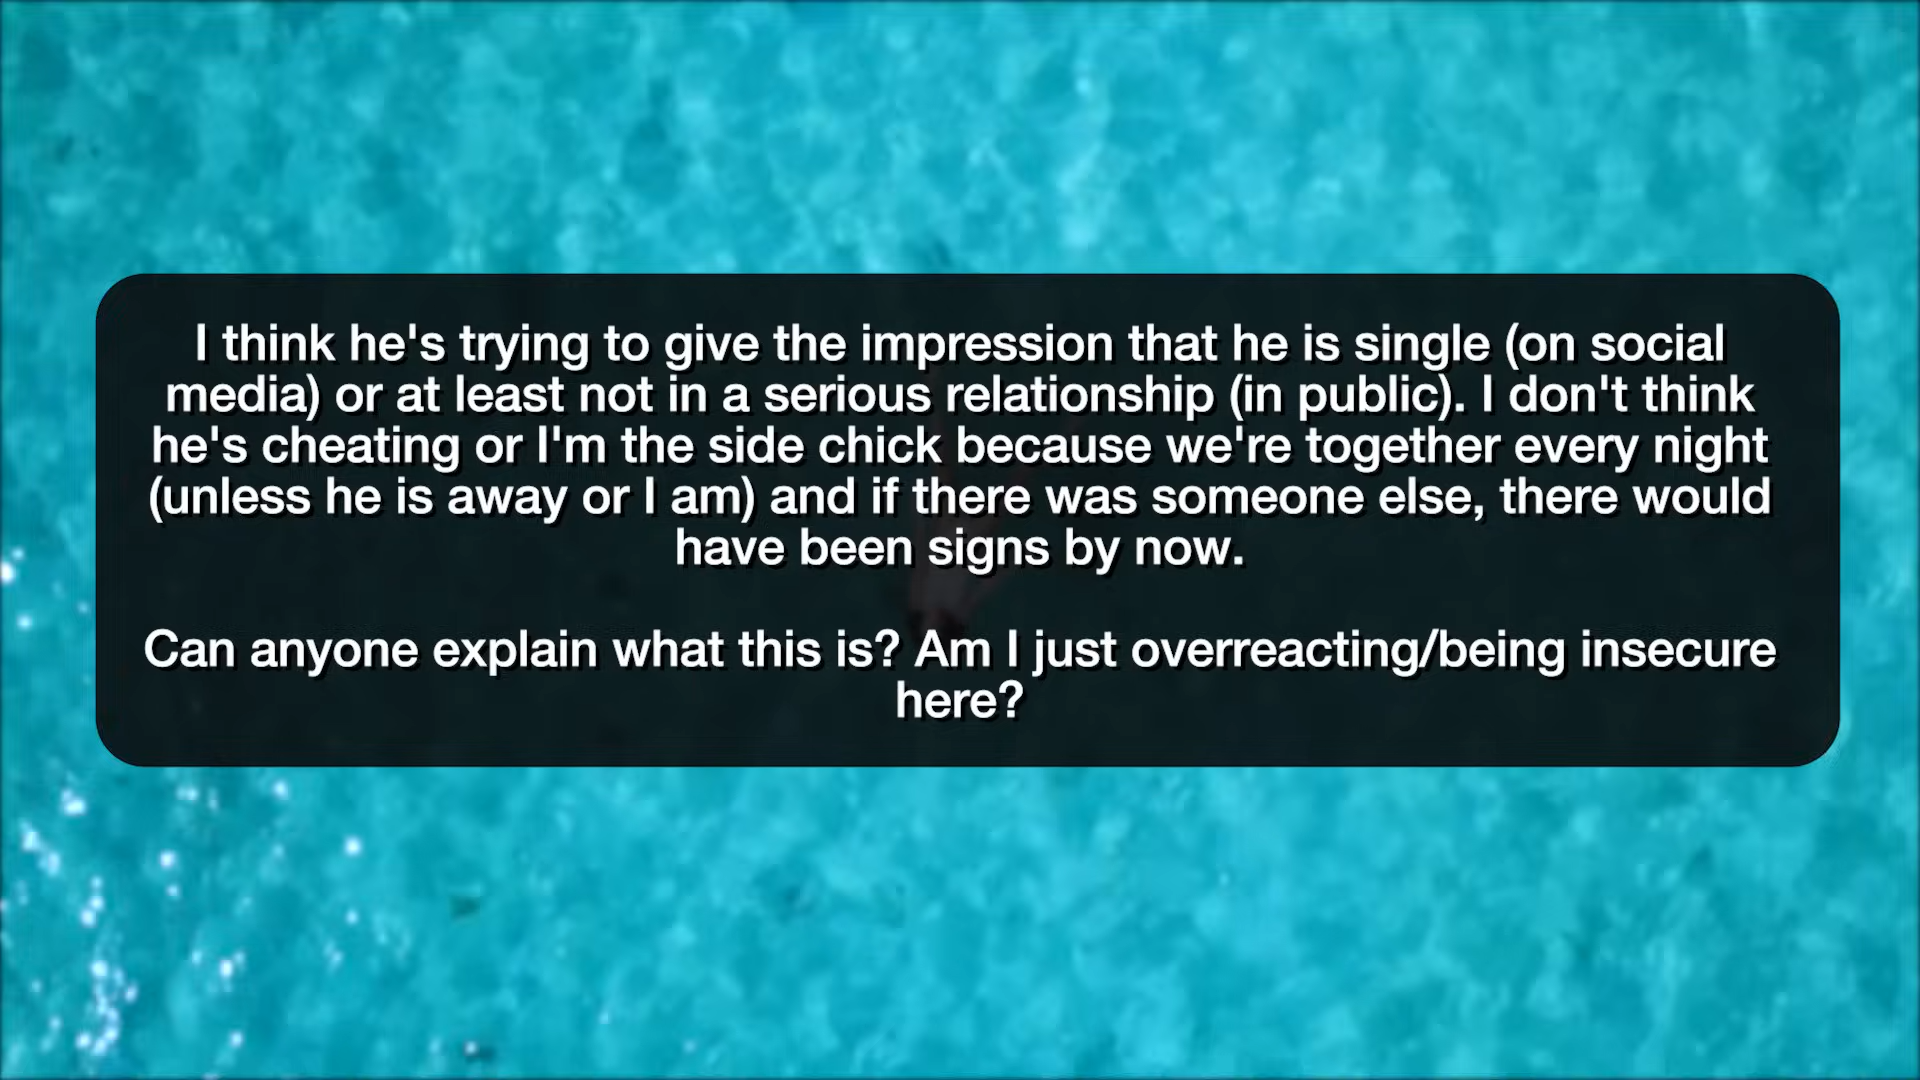 I think he's trying to give the impression that he is single (on social
media) or at least not in a serious relationship (in public). I don't think
he's cheating or I'm the side chick because we're together every night
(unless he is away or I am) and if there was someone else, there would
have been signs by now.
Can anyone explain what this is? Am I just overreacting/being insecure
here?